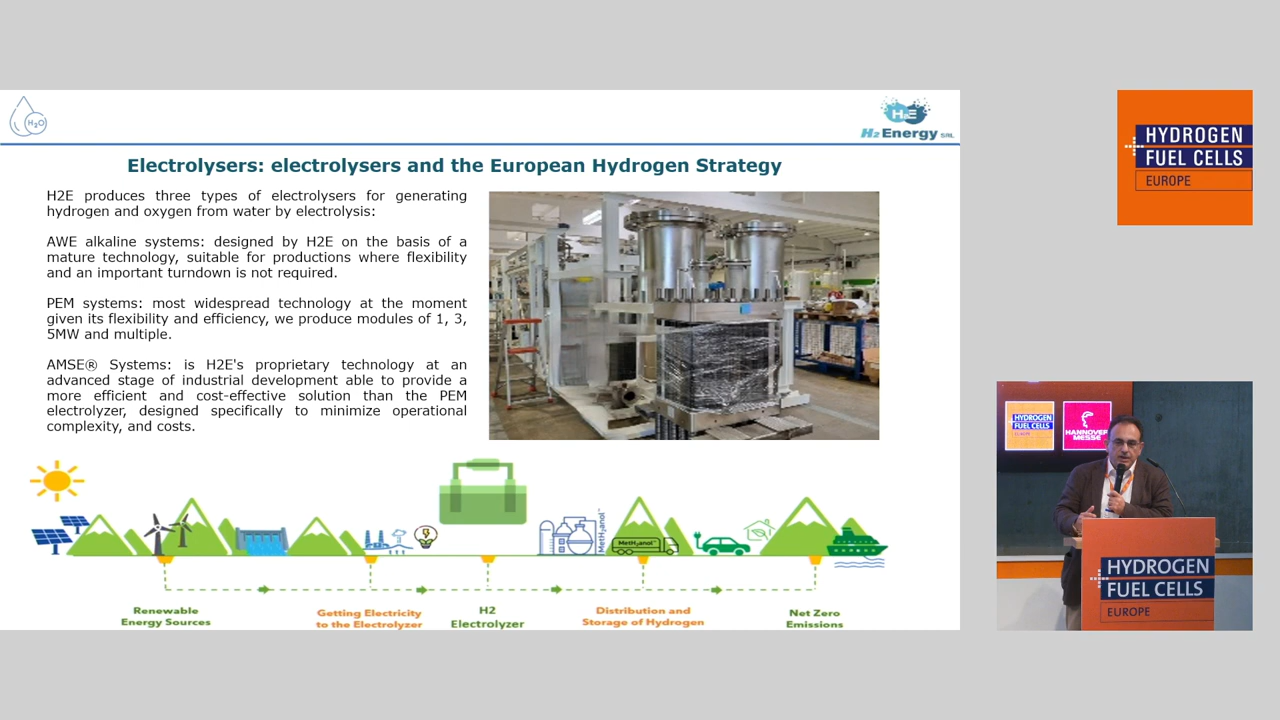 H₂O
H2E
H2Energy SRL
Electrolysers: electrolysers and the European Hydrogen Strategy
H2E produces three types of electrolysers for generating
hydrogen and oxygen from water by electrolysis:
AWE alkaline systems: designed by H2E on the basis of a
mature technology, suitable for productions where flexibility
and an important turndown is not required.
PEM systems: most widespread technology at the moment
given its flexibility and efficiency, we produce modules of 1, 3,
5MW and multiple.
AMSE® Systems: is H2E's proprietary technology at an
advanced stage of industrial development able to provide a
more efficient and cost-effective solution than the PEM
electrolyzer, designed specifically to minimize operational
complexity, and costs.
MetH₂anol™
MetH₂anol™
Renewable
Energy Sources
Getting Electricity
to the Electrolyzer
H2
Electrolyzer
Distribution and
Storage of Hydrogen
Net Zero
Emissions
HYDROGEN
FUEL CELLS
EUROPE
HYDROGEN
FUEL CELLS
EUROPE
HANNOVER
MESSE
HYDROGEN
FUEL CELLS
EUROPE